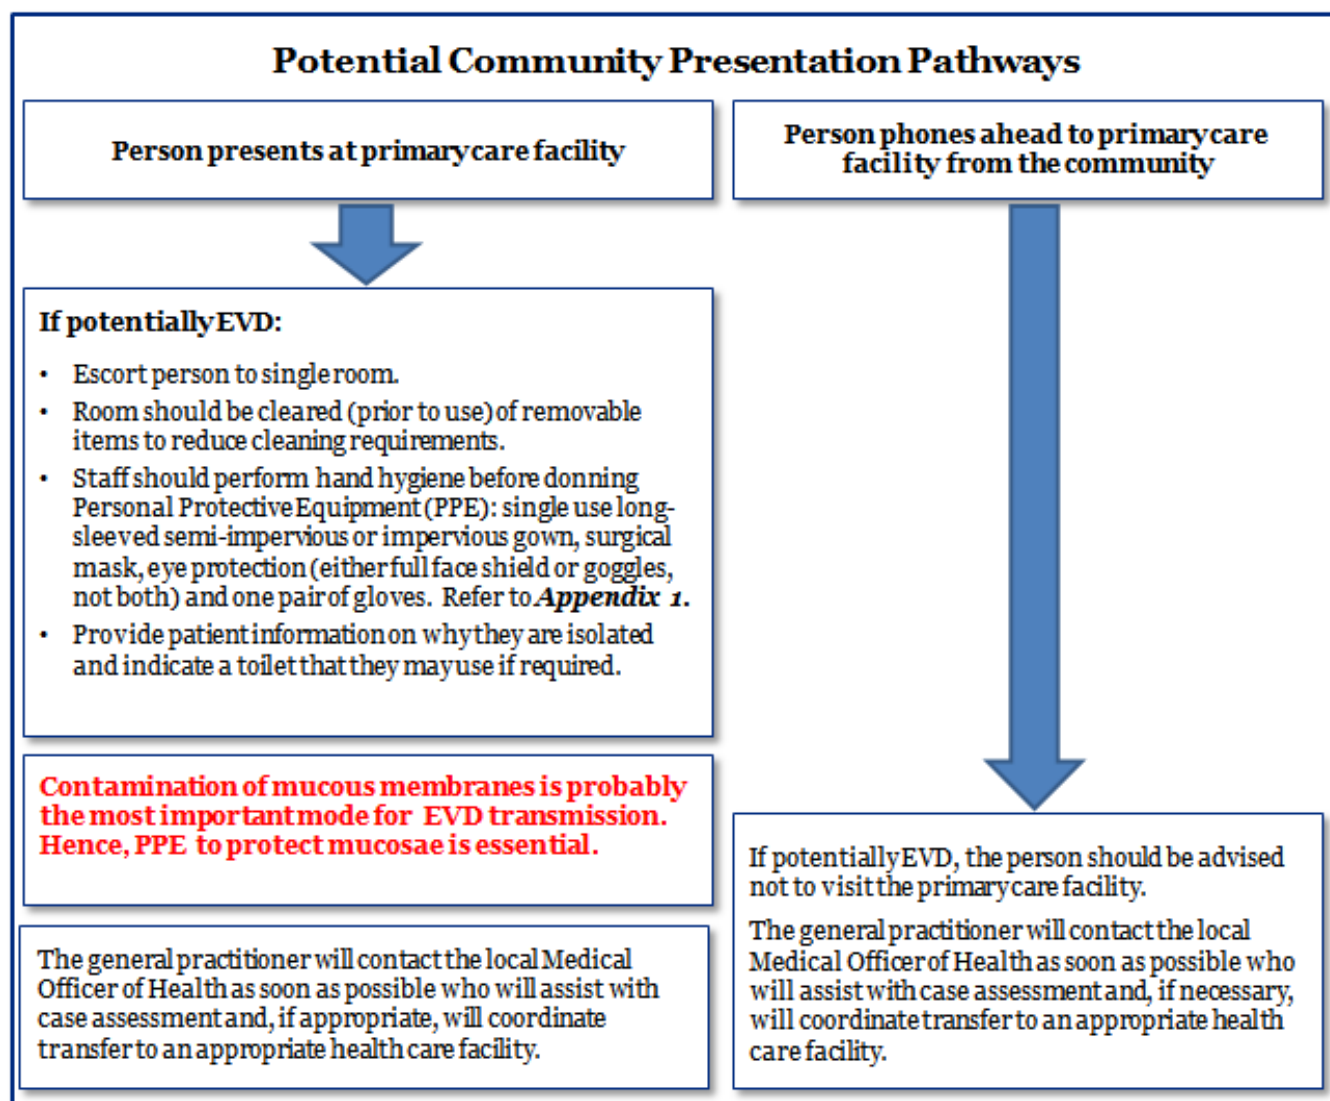 Potential Community Presentation Pathways
Person presents at primary care facility
Person phones ahead to primary care
facility from the community
If potentially EVD:
• Escort person to single room.
• Room should be cleared (prior to use) of removable
items to reduce cleaning requirements.
• Staff should perform hand hygiene before donning
Personal Protective Equipment (PPE): single use long-
sleeved semi-impervious or impervious gown, surgical
mask, eye protection (either full face shield or goggles,
not both) and one pair of gloves. Refer to Appendix 1.
• Provide patient information on why they are isolated
and indicate a toilet that they may use if required.
Contamination of mucous membranes is probably
the most important mode for EVD transmission.
Hence, PPE to protect mucosae is essential.
The general practitioner will contact the local Medical
Officer of Health as soon as possible who will assist with
case assessment and, if appropriate, will coordinate
transfer to an appropriate health care facility.
If potentially EVD, the person should be advised
not to visit the primary care facility.
The general practitioner will contact the local
Medical Officer of Health as soon as possible who
will assist with case assessment and, if necessary,
will coordinate transfer to an appropriate health
care facility.